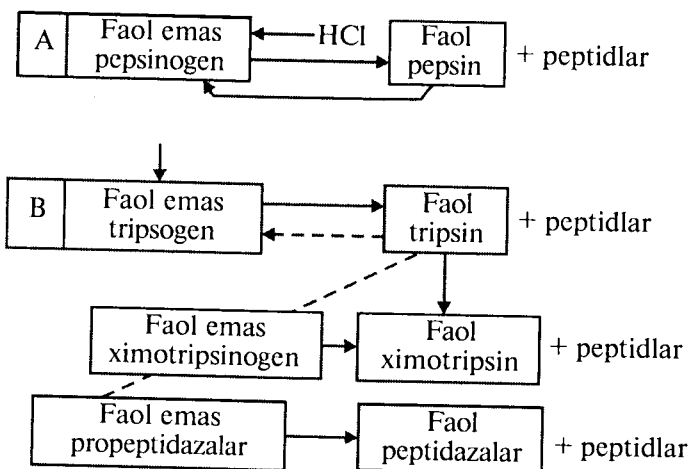 A
Faol emas
pepsinogen
HCl
Faol
pepsin
+ peptidlar
B
Faol emas
tripsogen
Faol
tripsin
+ peptidlar
Faol emas
ximotripsinogen
Faol
ximotripsin
+ peptidlar
Faol emas
propeptidazalar
Faol
peptidazalar
+ peptidlar